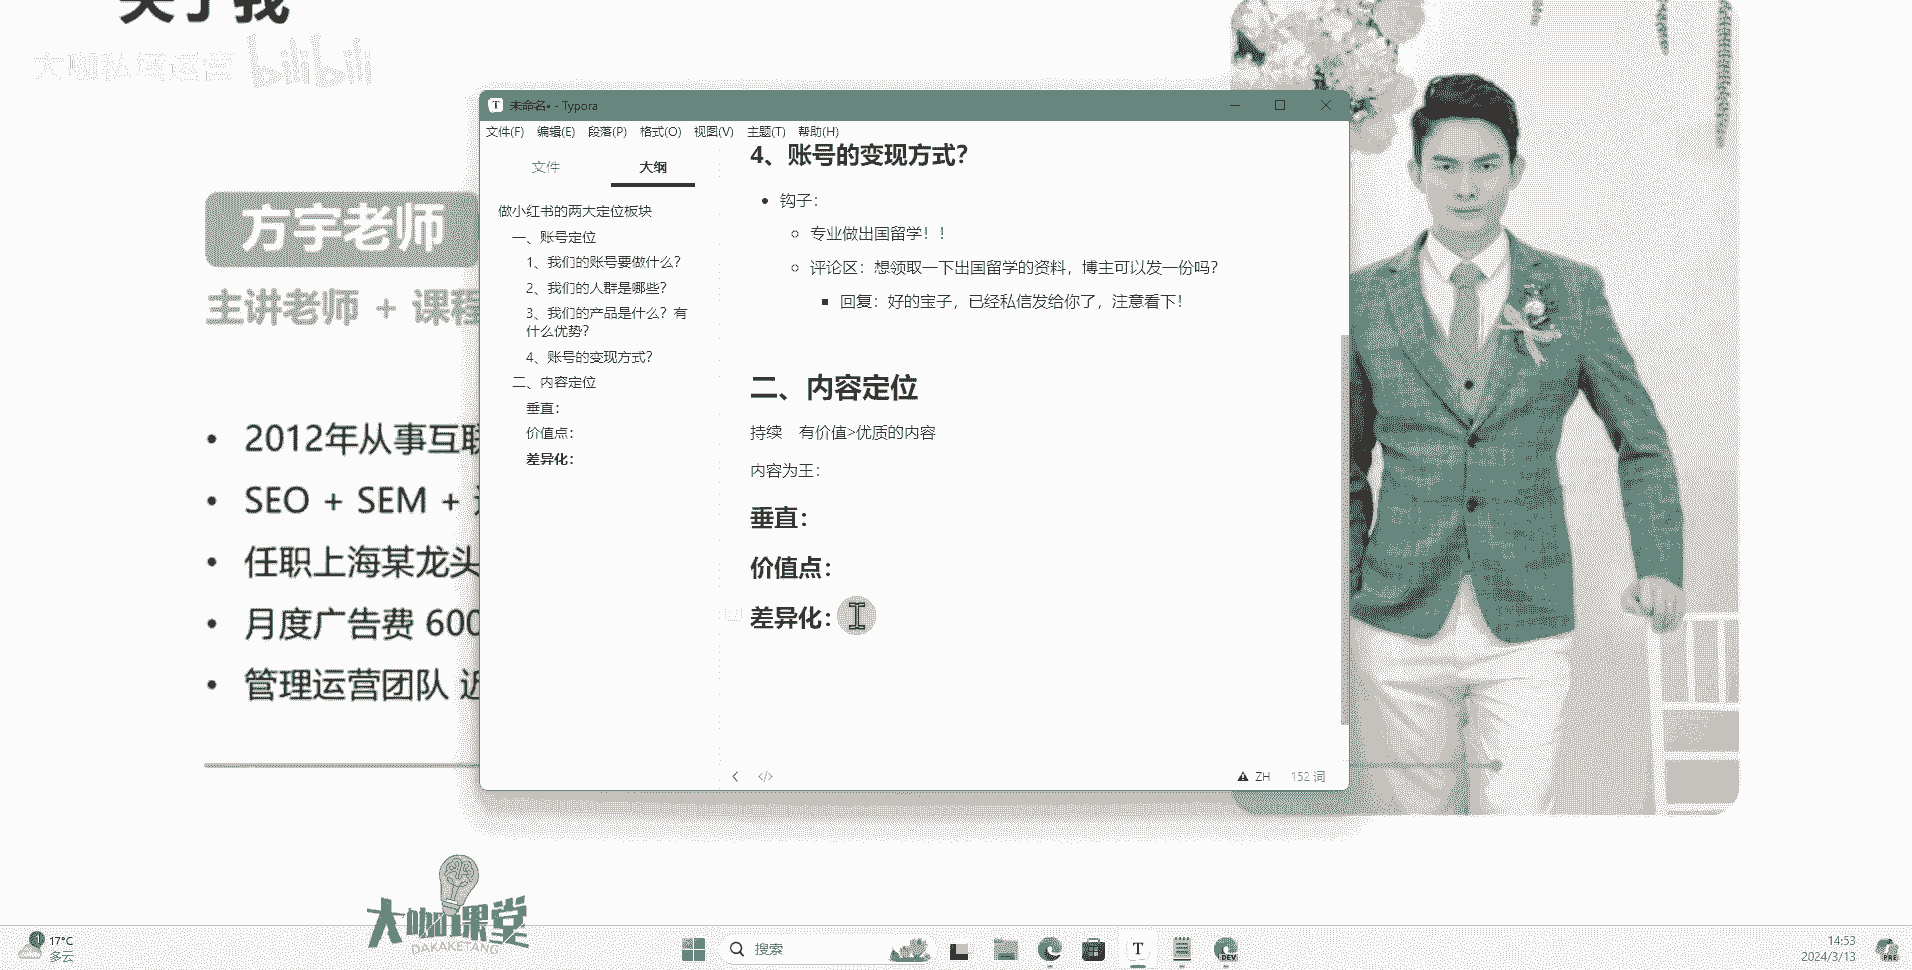 关于我
大咖私域运营 bilibili
方宇老师
主讲老师 + 课程
2012年从事互联
SEO + SEM +
任职上海某龙头
月度广告费 600
管理运营团队 近
未命名• - Typora
文件(F) 编辑(E) 段落(P) 格式(O) 视图(V) 主题(T) 帮助(H)
文件 大纲
做小红书的两大定位板块
一、账号定位
1、我们的账号要做什么？
2、我们的人群是哪些？
3、我们的产品是什么？有
什么优势？
4、账号的变现方式？
二、内容定位
垂直：
价值点：
差异化：
4、账号的变现方式？
钩子：
专业做出国留学！！
评论区：想领取一下出国留学的资料，博主可以发一份吗？
回复：好的宝子，已经私信发给你了，注意看下！
二、内容定位
持续 有价值>优质的内容
内容为王：
垂直：
价值点：
差异化：
ZH 152 词
大咖课堂
DAKAKETANG
1
17°C
多云
搜索
T
DEV
14:53
2024/3/13
PRE